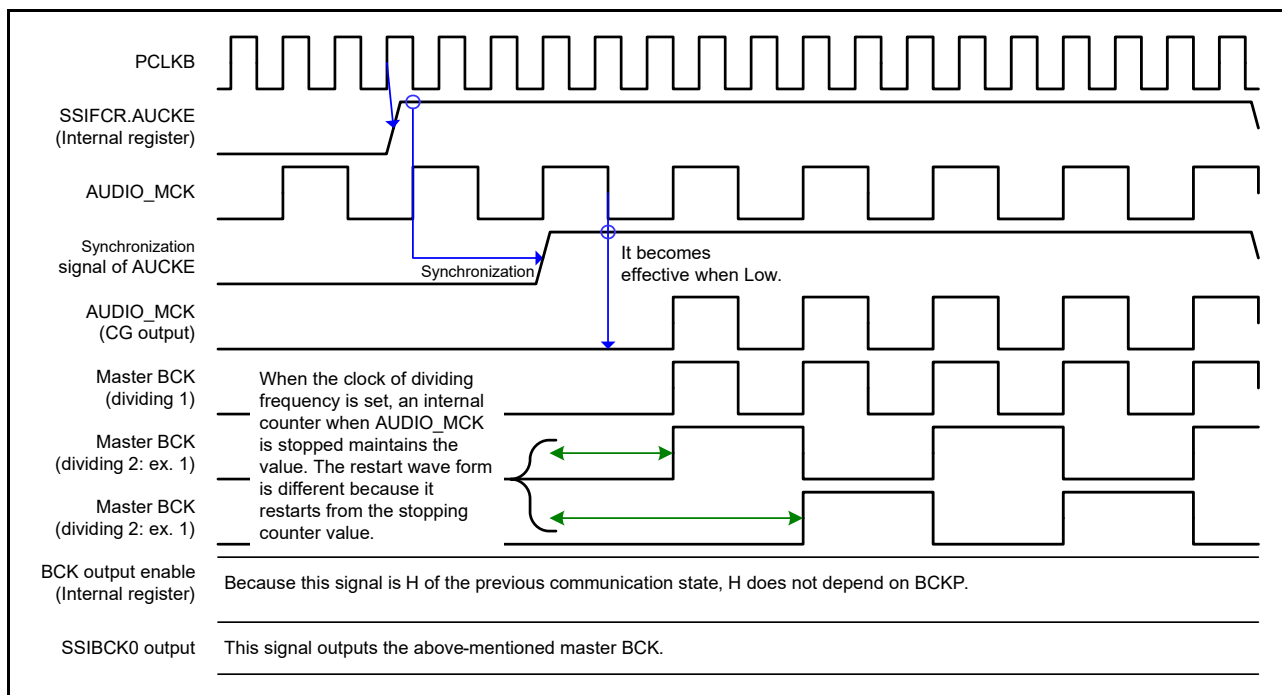 PCLKB
SSIFCR.AUCKE
(Internal register)
AUDIO_MCK
Synchronization
signal of AUCKE
Synchronization
It becomes
effective when Low.
AUDIO_MCK
(CG output)
Master BCK
(dividing 1)
When the clock of dividing
frequency is set, an internal
counter when AUDIO_MCK
is stopped maintains the
value. The restart wave form
is different because it
restarts from the stopping
counter value.
Master BCK
(dividing 2: ex. 1)
Master BCK
(dividing 2: ex. 1)
BCK output enable
(Internal register)
Because this signal is H of the previous communication state, H does not depend on BCKP.
SSIBCK0 output
This signal outputs the above-mentioned master BCK.